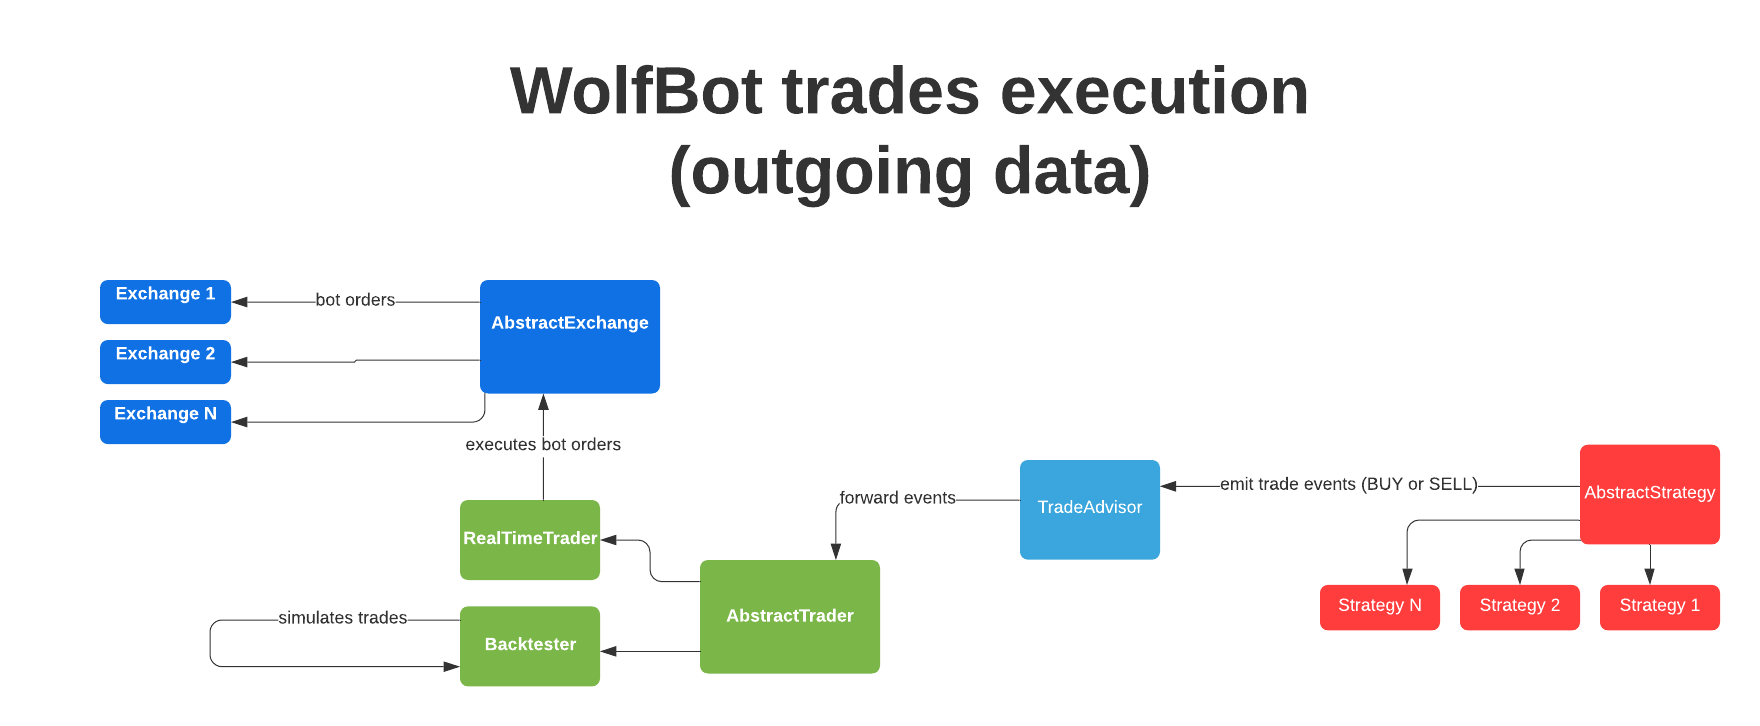 WolfBot trades execution
(outgoing data)
Exchange 1
bot orders
AbstractExchange
Exchange 2
Exchange N
executes bot orders
RealTimeTrader
simulates trades
Backtester
AbstractTrader
forward events
TradeAdvisor
emit trade events (BUY or SELL)
AbstractStrategy
Strategy N
Strategy 2
Strategy 1